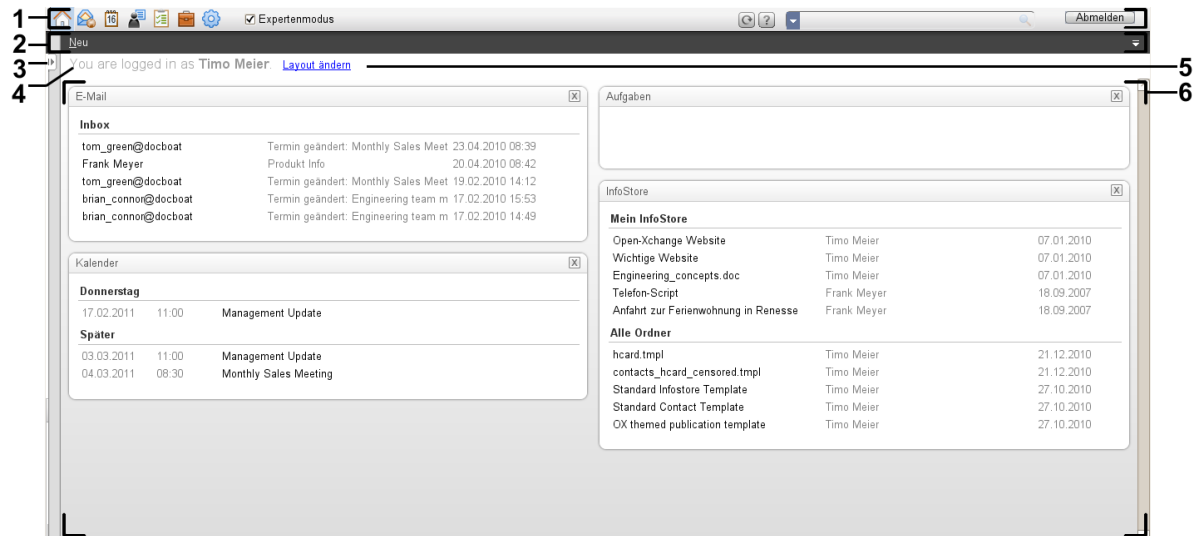 1
16
Expertenmodus
?
Abmelden
2
Neu
3
You are logged in as Timo Meier. Layout ändern
4
5
6
E-Mail X
Inbox
tom_green@docboat Termin geändert: Monthly Sales Meet 23.04.2010 08:39
Frank Meyer Produkt Info 20.04.2010 08:42
tom_green@docboat Termin geändert: Monthly Sales Meet 19.02.2010 14:12
brian_connor@docboat Termin geändert: Engineering team m 17.02.2010 15:53
brian_connor@docboat Termin geändert: Engineering team m 17.02.2010 14:49
Kalender X
Donnerstag
17.02.2011 11:00 Management Update
Später
03.03.2011 11:00 Management Update
04.03.2011 08:30 Monthly Sales Meeting
Aufgaben X
InfoStore X
Mein InfoStore
Open-Xchange Website Timo Meier 07.01.2010
Wichtige Website Timo Meier 07.01.2010
Engineering_concepts.doc Timo Meier 07.01.2010
Telefon-Script Frank Meyer 18.09.2007
Anfahrt zur Ferienwohnung in Renesse Frank Meyer 18.09.2007
Alle Ordner
hcard.tmpl Timo Meier 21.12.2010
contacts_hcard_censored.tmpl Timo Meier 21.12.2010
Standard Infostore Template Timo Meier 27.10.2010
Standard Contact Template Timo Meier 27.10.2010
OX themed publication template Timo Meier 27.10.2010